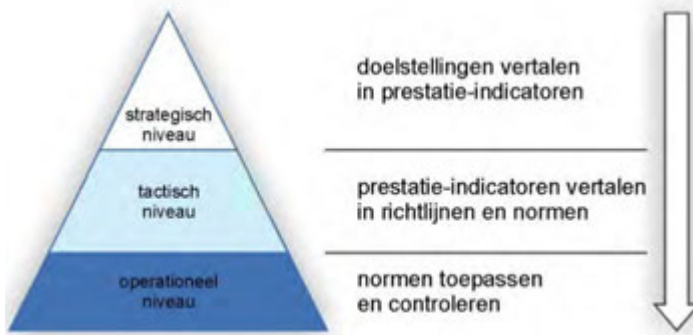 strategisch
niveau
doelstellingen vertalen
in prestatie-indicatoren
tactisch
niveau
prestatie-indicatoren vertalen
in richtlijnen en normen
operationeel
niveau
normen toepassen
en controleren